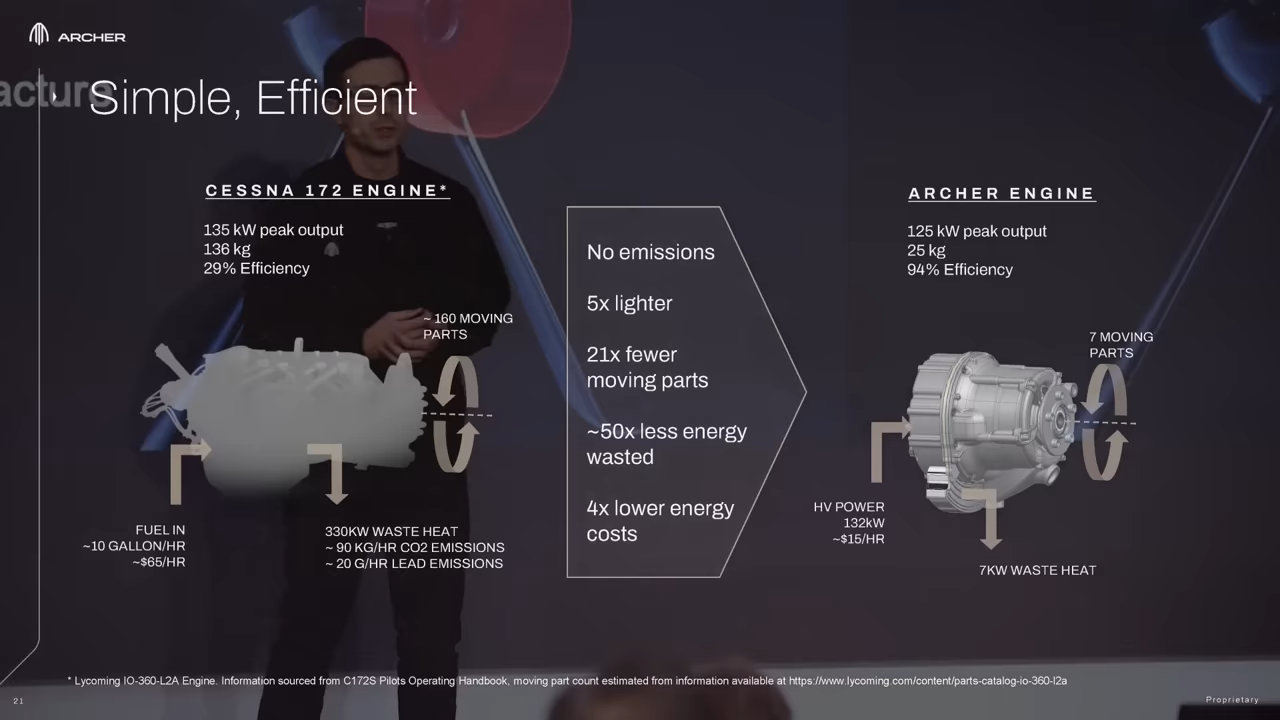 ARCHER
acture
Simple, Efficient
CESSNA 172 ENGINE*
135 kW peak output
136 kg
29% Efficiency
~ 160 MOVING
PARTS
FUEL IN
~10 GALLON/HR
~$65/HR
330KW WASTE HEAT
~ 90 KG/HR CO2 EMISSIONS
~ 20 G/HR LEAD EMISSIONS
No emissions
5x lighter
21x fewer
moving parts
~50x less energy
wasted
4x lower energy
costs
ARCHER ENGINE
125 kW peak output
25 kg
94% Efficiency
7 MOVING
PARTS
HV POWER
132kW
~$15/HR
7KW WASTE HEAT
* Lycoming IO-360-L2A Engine. Information sourced from C172S Pilots Operating Handbook, moving part count estimated from information available at https://www.lycoming.com/content/parts-catalog-io-360-l2a
21
Proprietary